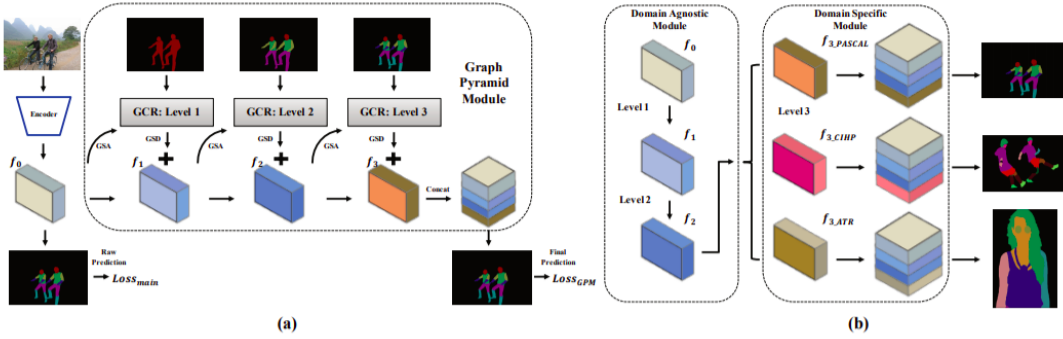 Graph
Pyramid
Module
GCR: Level 1
GCR: Level 2
GCR: Level 3
Encoder
GSA
GSD
GSA
GSD
GSA
GSD
f0
f1
f2
f3
Concat
Raw
Prediction
Loss_main
Final
Prediction
Loss_GPM
(a)
Domain Agnostic
Module
f0
Level 1
f1
Level 2
f2
Domain Specific
Module
f3_PASCAL
Level 3
f3_CIHP
f3_ATR
(b)